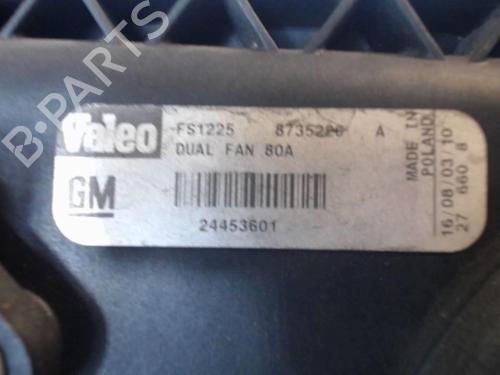 Valeo
FS1225 A
DUAL FAN 80A
GM
24453601
MADE IN
POLAND
16/08/03 10
27 660 8
B-PARTS